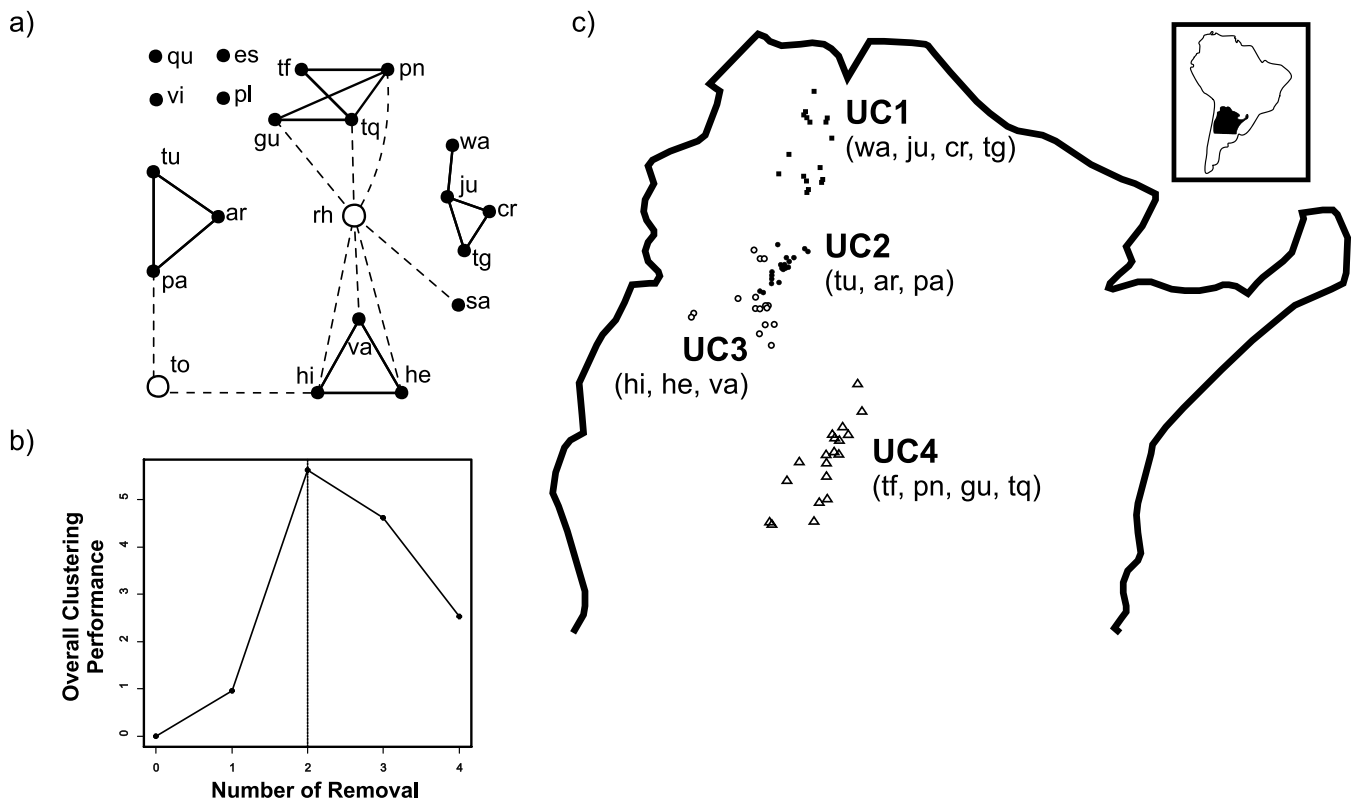 a)
qu es
vi pl
tf pn
gu tq
tu
ar
pa
to
rh
wa
ju
cr
tg
sa
va
hi he
b)
Overall Clustering
Performance
5
4
3
2
1
0
0 1 2 3 4
Number of Removal
c)
UC1
(wa, ju, cr, tg)
UC2
(tu, ar, pa)
UC3
(hi, he, va)
UC4
(tf, pn, gu, tq)